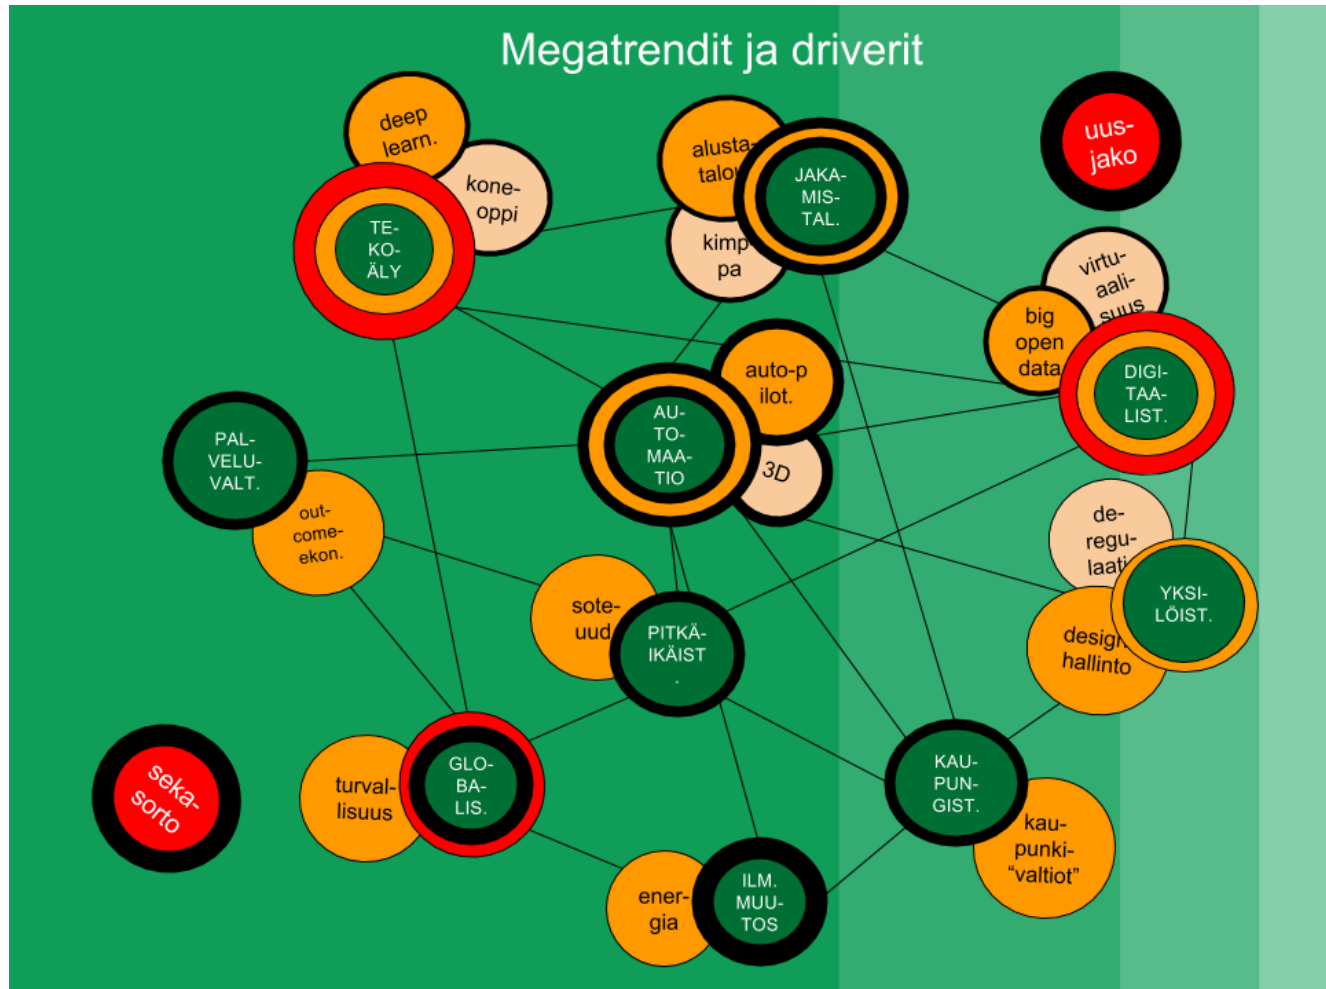 Megatrendit ja driverit
deep
learn.
kone-
oppi
TE-
KO-
ÄLY
alusta-
talou
kimp
pa
JAKA-
MIS-
TAL.
uus-
jako
virtu-
aali-
suus
big
open
data
DIGI-
TAA-
LIST.
auto-p
ilot.
3D
AU-
TO-
MAA-
TIO
PAL-
VELU-
VALT.
out-
come-
ekon.
sote-
uud
PITKÄ-
IKÄIST
.
de-
regu-
laati
design
hallinto
YKSI-
LÖIST.
seka-
sorto
turval-
lisuus
GLO-
BA-
LIS.
KAU-
PUN-
GIST.
kau-
punki-
“valtiot”
ener-
gia
ILM.
MUU-
TOS